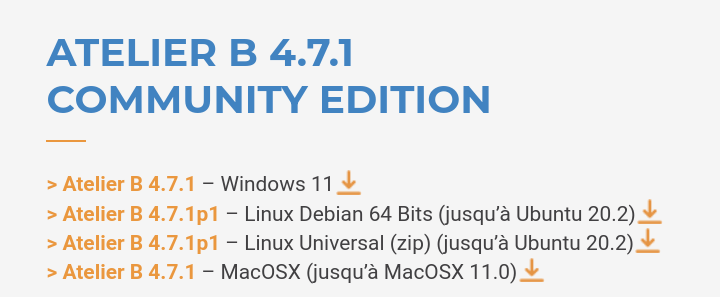 ATELIER B 4.7.1
COMMUNITY EDITION
> Atelier B 4.7.1 – Windows 11
> Atelier B 4.7.1p1 – Linux Debian 64 Bits (jusqu’à Ubuntu 20.2)
> Atelier B 4.7.1p1 – Linux Universal (zip) (jusqu’à Ubuntu 20.2)
> Atelier B 4.7.1 – MacOSX (jusqu’à MacOSX 11.0)